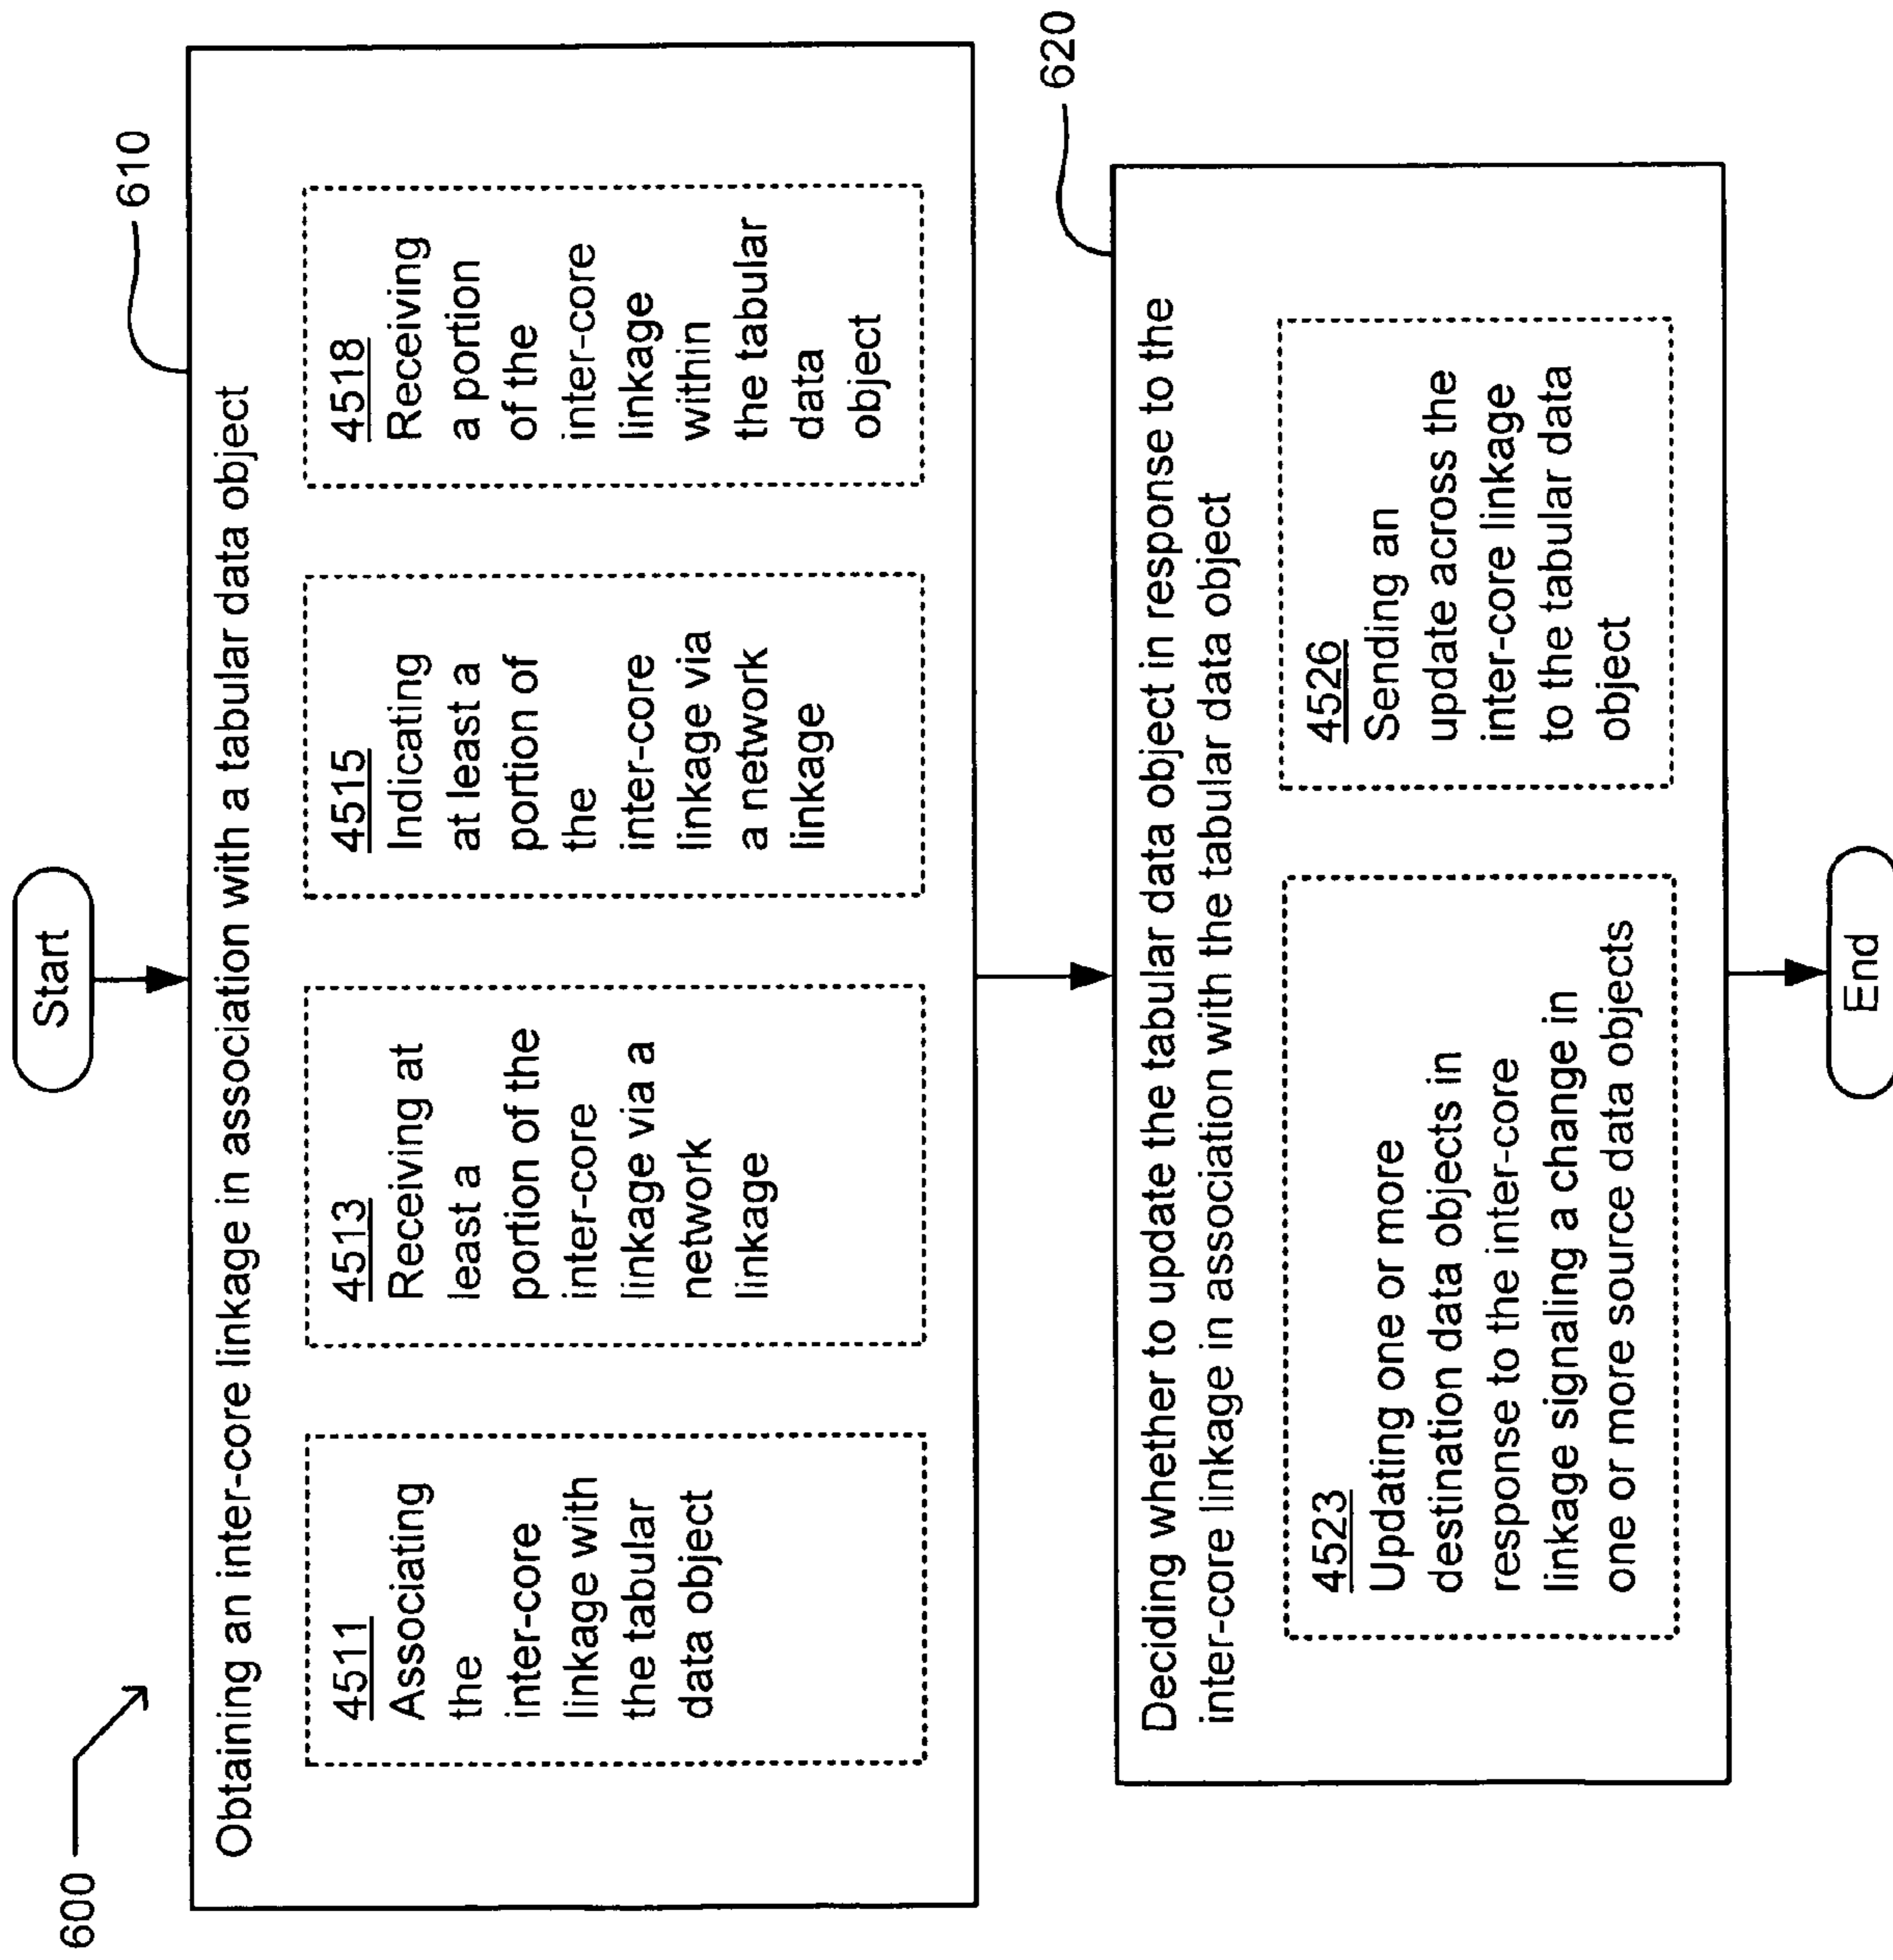 600
Start
610
Obtaining an inter-core linkage in association with a tabular data object
4511
Associating
the
inter-core
linkage with
the tabular
data object
4513
Receiving at
least a
portion of the
inter-core
linkage via a
network
linkage
4515
Indicating
at least a
portion of
the
inter-core
linkage via
a network
linkage
4518
Receiving
a portion
of the
inter-core
linkage
within
the tabular
data
object
620
Deciding whether to update the tabular data object in response to the
inter-core linkage in association with the tabular data object
4523
Updating one or more
destination data objects in
response to the inter-core
linkage signaling a change in
one or more source data objects
4526
Sending an
update across the
inter-core linkage
to the tabular data
object
End